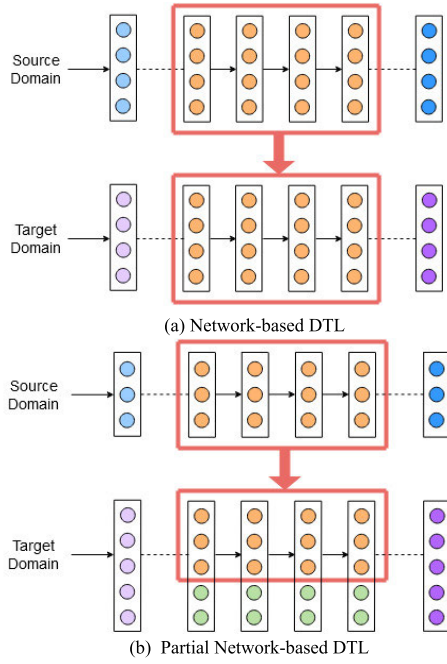 Source
Domain
Target
Domain
(a) Network-based DTL
Source
Domain
Target
Domain
(b) Partial Network-based DTL